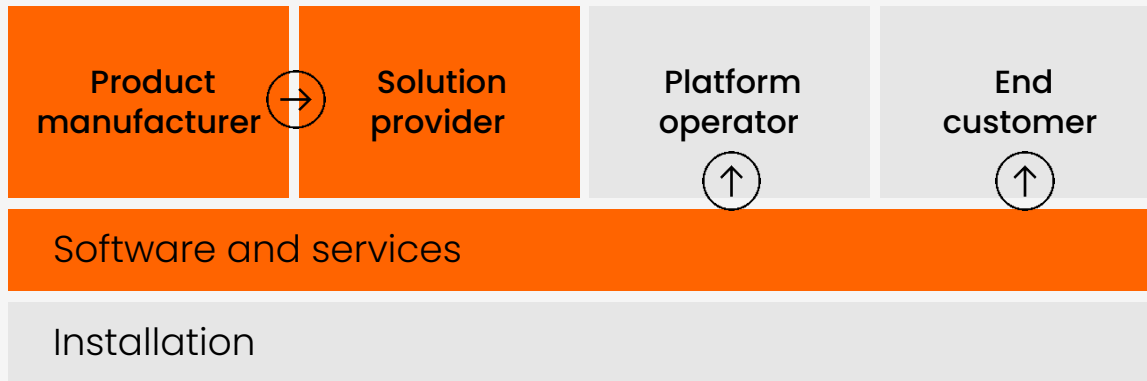 Product
manufacturer
Solution
provider
Platform
operator
End
customer
Software and services
Installation